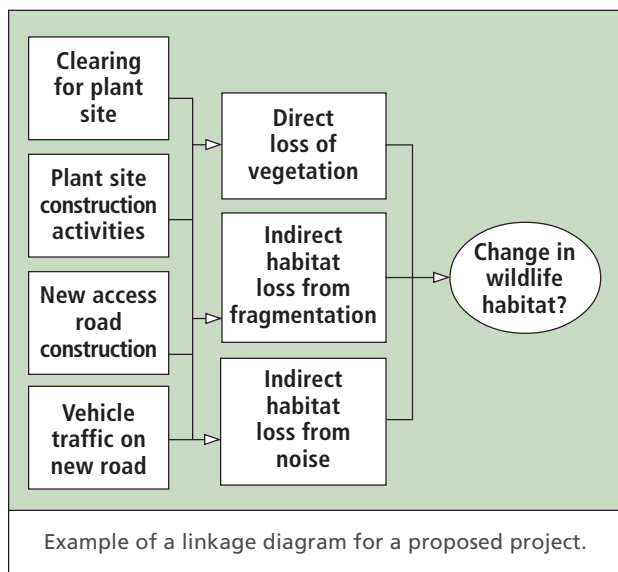 Clearing
for plant
site
Plant site
construction
activities
New access
road
construction
Vehicle
traffic on
new road
Direct
loss of
vegetation
Indirect
habitat
loss from
fragmentation
Indirect
habitat
loss from
noise
Change in
wildlife
habitat?
Example of a linkage diagram for a proposed project.